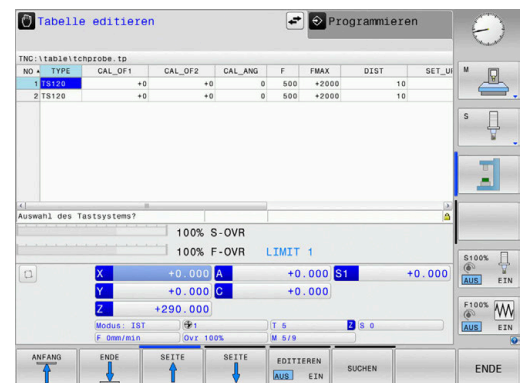 Tabelle editieren
Programmieren
TNC:\table\tchprobe.tp
NO TYPE CAL_OF1 CAL_OF2 CAL_ANG F FMAX DIST SET_U
1 TS120 +0 +0 0 500 +2000 10
2 TS120 +0 +0 0 500 +2000 10
Auswahl des Tastsystems?
100% S-OVR
100% F-OVR LIMIT 1
X +0.000 A +0.000 S1 +0.000
Y +0.000 C +0.000
Z +290.000
Modus: IST 1 T 5 Z S 0
F 0mm/min Ovr 100% M 5/9
M
S
S100%
AUS EIN
F100%
AUS EIN
ANFANG ENDE SEITE SEITE EDITIEREN SUCHEN ENDE
AUS EIN